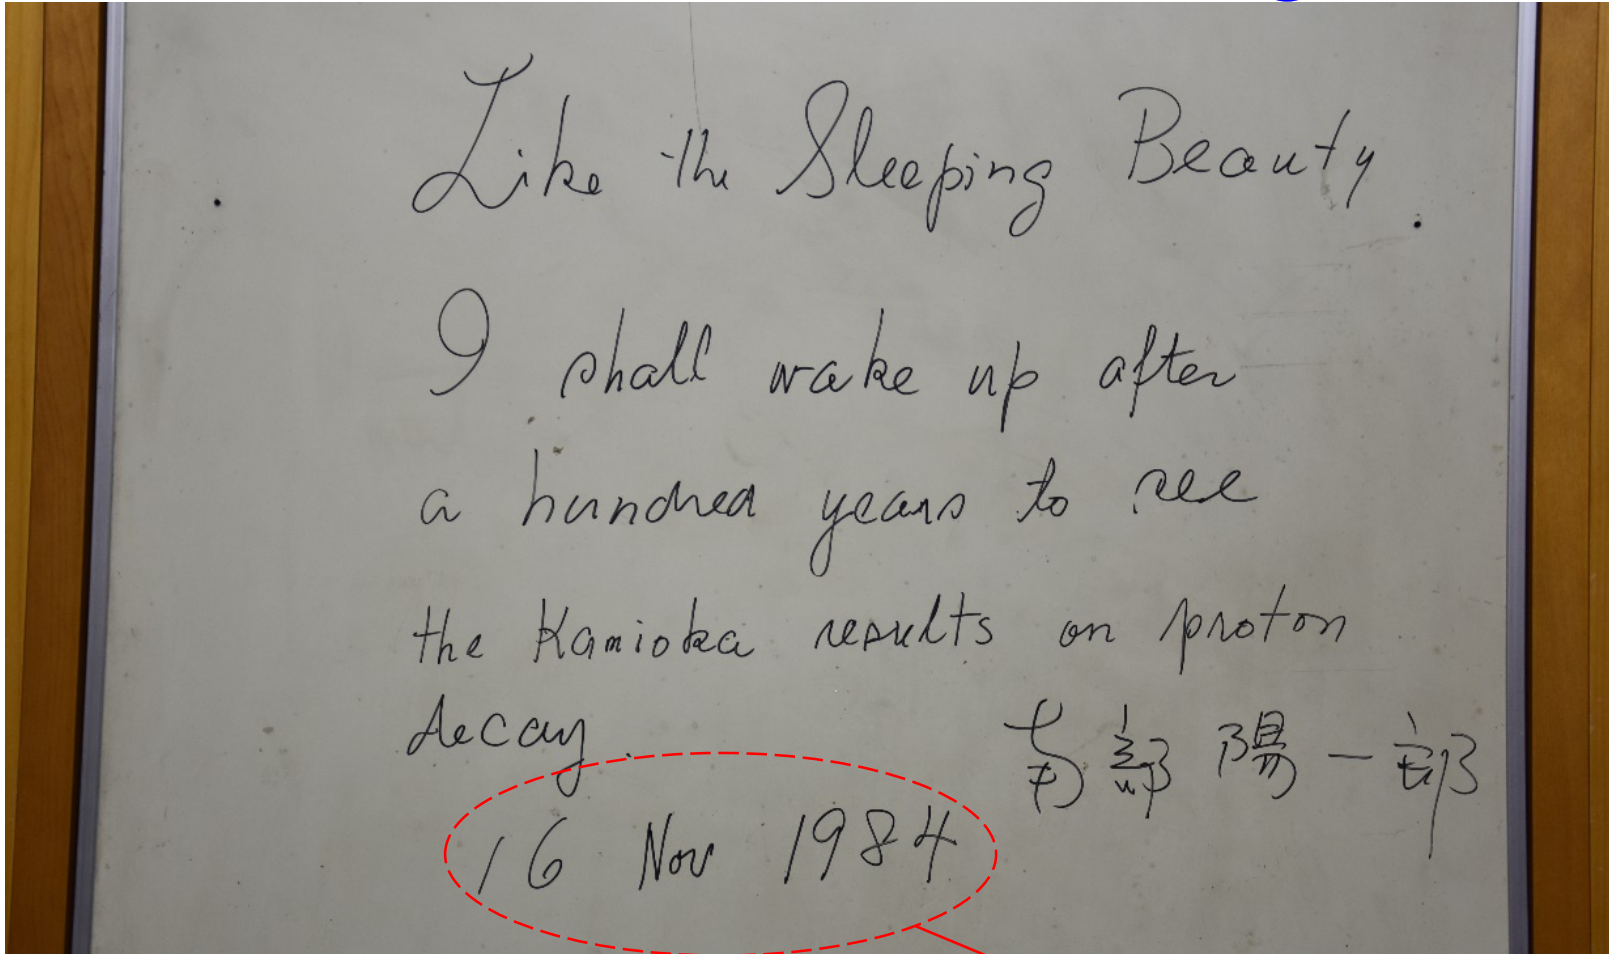 Like the Sleeping Beauty
I shall wake up after
a hundred years to see
the Kamioka results on proton
decay.
南部 陽一郎
16 Nov 1984